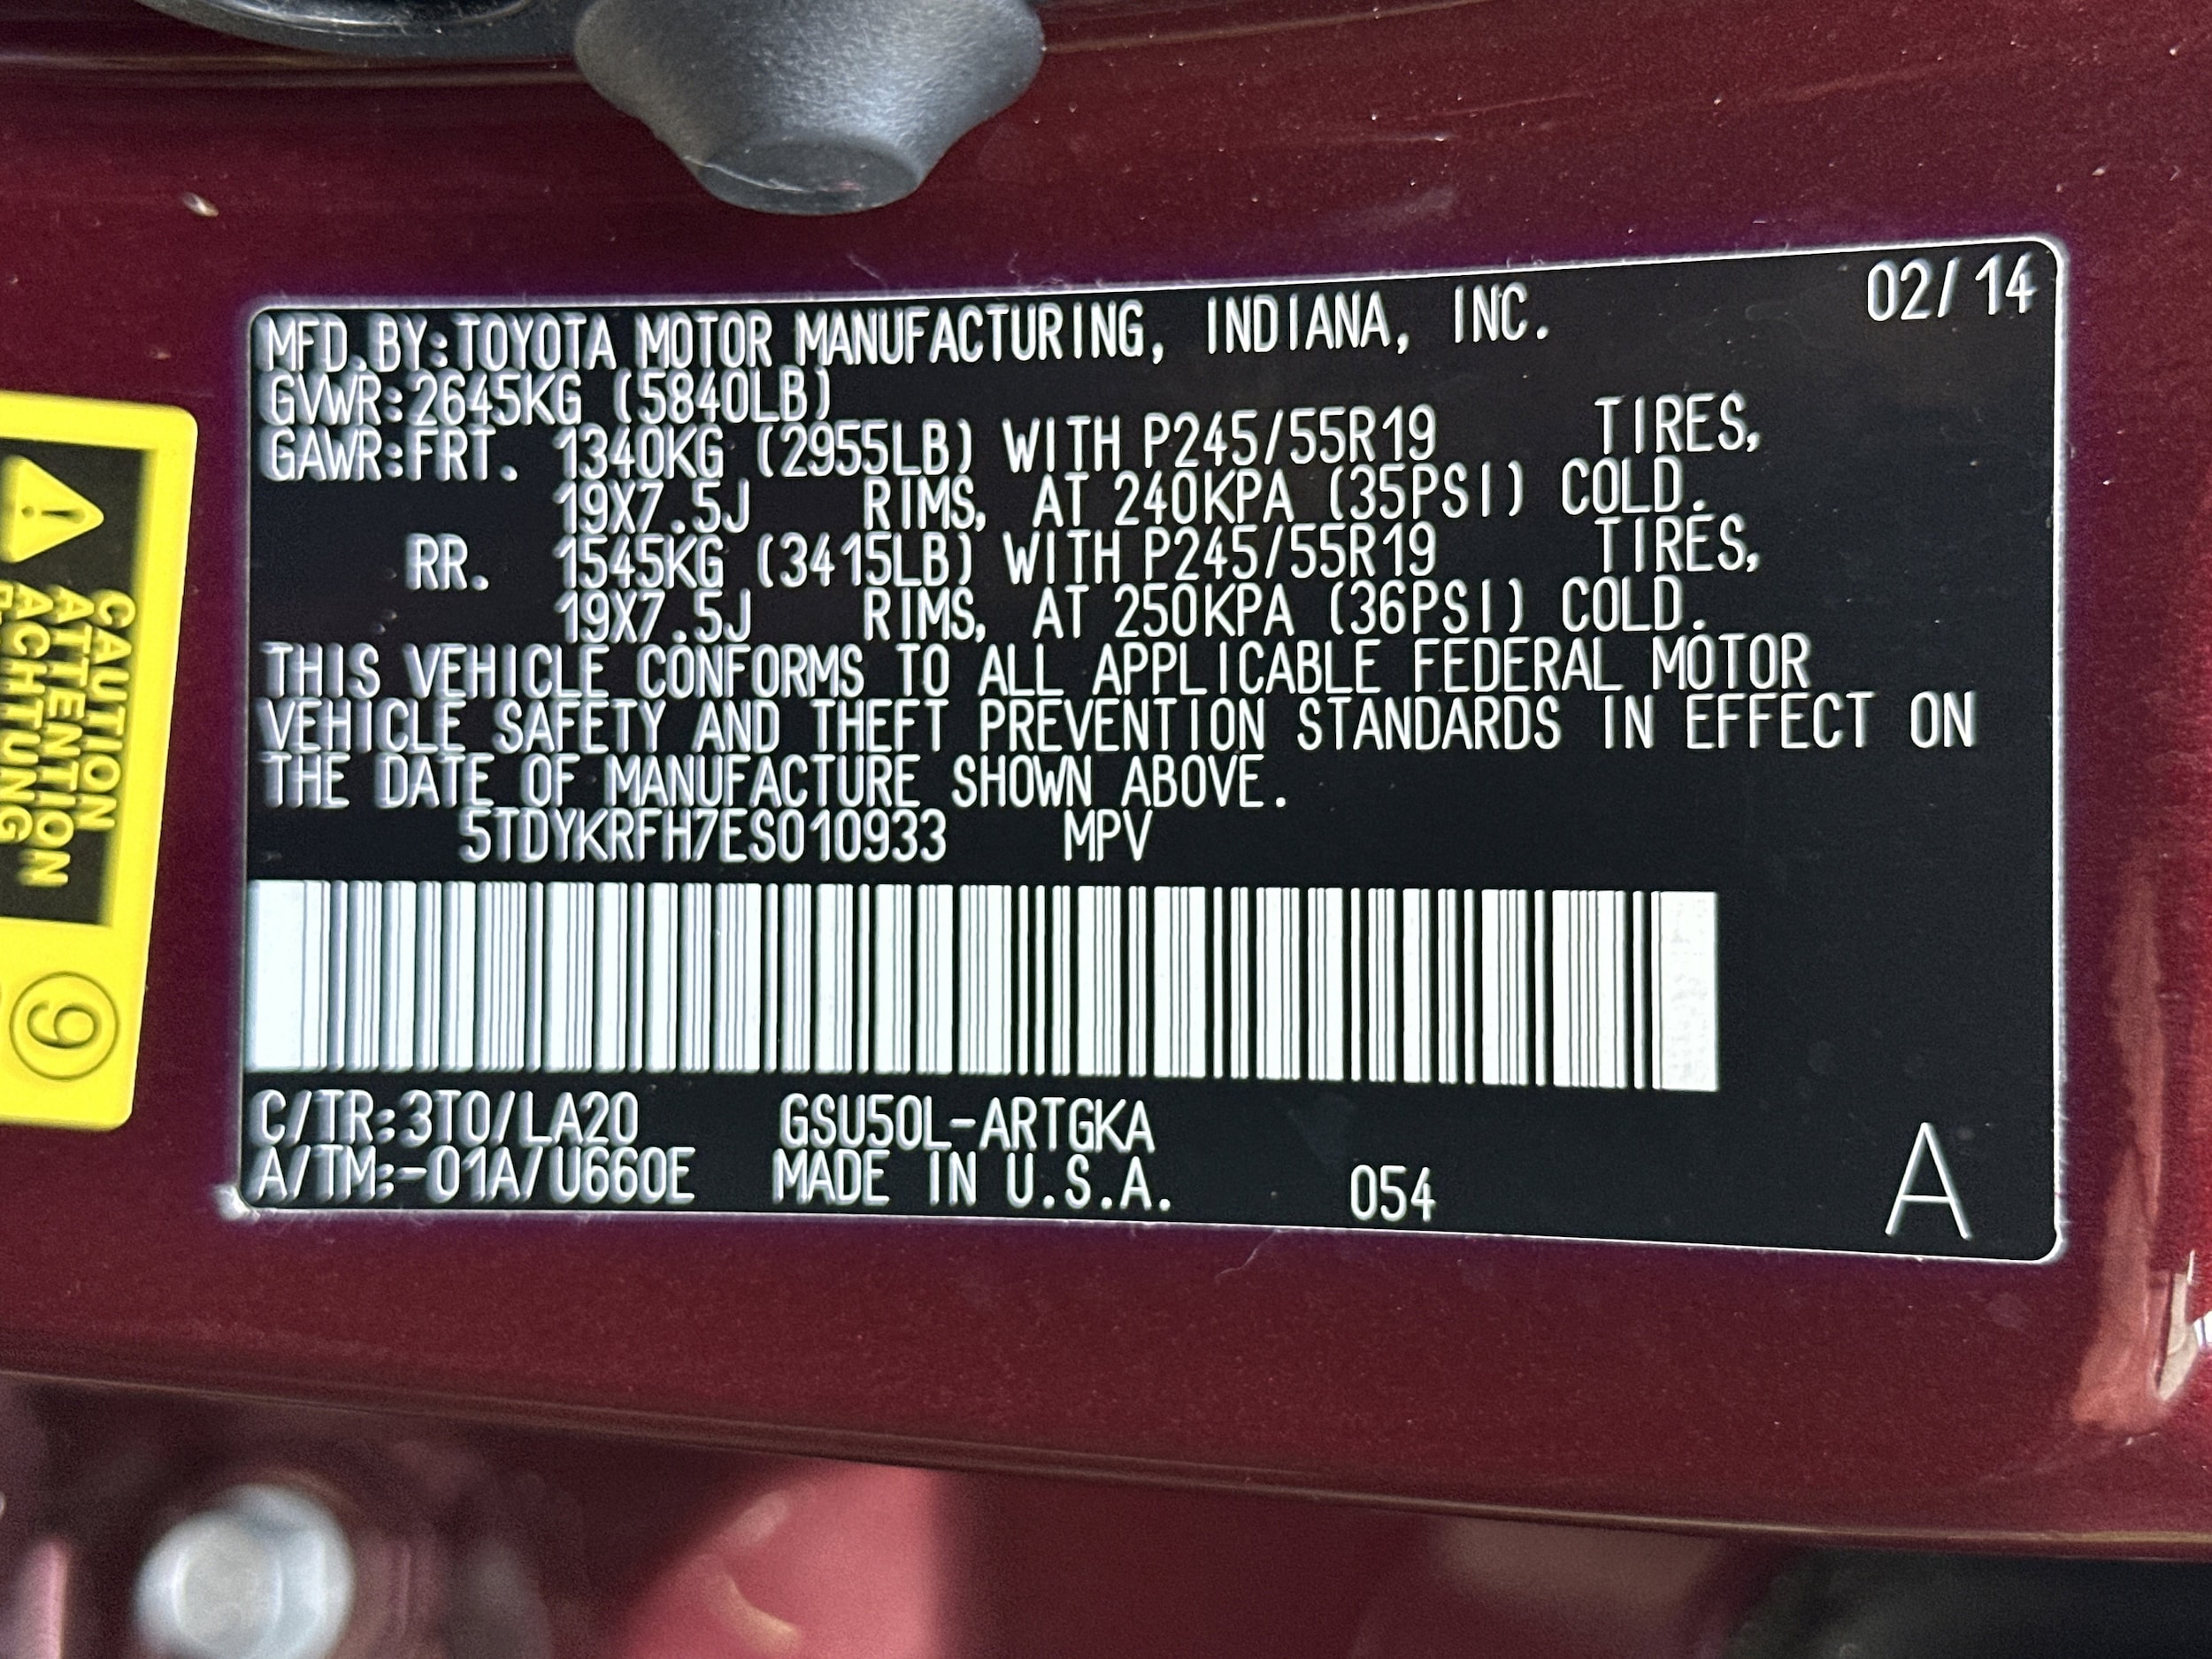 02/14
MFD.BY:TOYOTA MOTOR MANUFACTURING, INDIANA, INC.
GVWR:2645KG (5840LB)
GAWR:FRT. 1340KG (2955LB) WITH P245/55R19 TIRES,
19X7.5J RIMS, AT 240KPA (35PSI) COLD.
RR. 1545KG (3415LB) WITH P245/55R19 TIRES,
19X7.5J RIMS, AT 250KPA (36PSI) COLD.
THIS VEHICLE CONFORMS TO ALL APPLICABLE FEDERAL MOTOR
VEHICLE SAFETY AND THEFT PREVENTION STANDARDS IN EFFECT ON
THE DATE OF MANUFACTURE SHOWN ABOVE.
5TDYKRFH7ES010933 MPV
C/TR:3T0/LA20 GSU50L-ARTGKA
A/TM:-01A/U660E MADE IN U.S.A. 054
A
CAUTION
ATTENTION
ACHTUNG
9